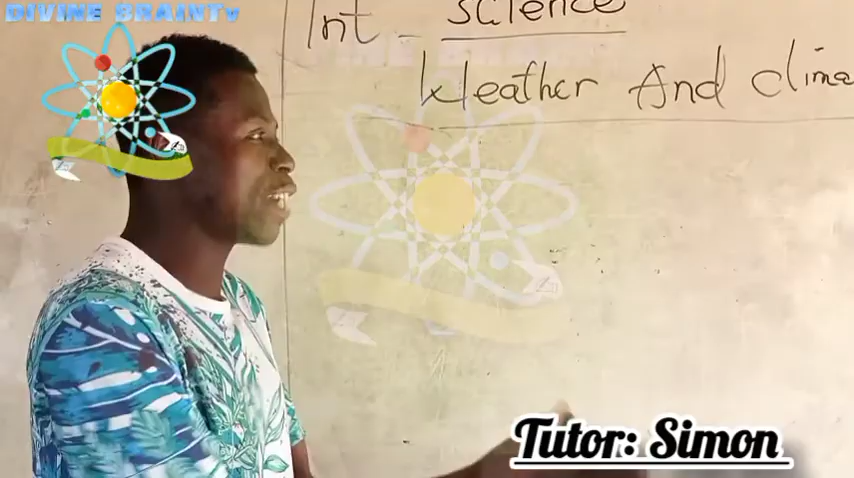 DIVINE BRAINTv
Int - Science
Weather And clima
Tutor: Simon